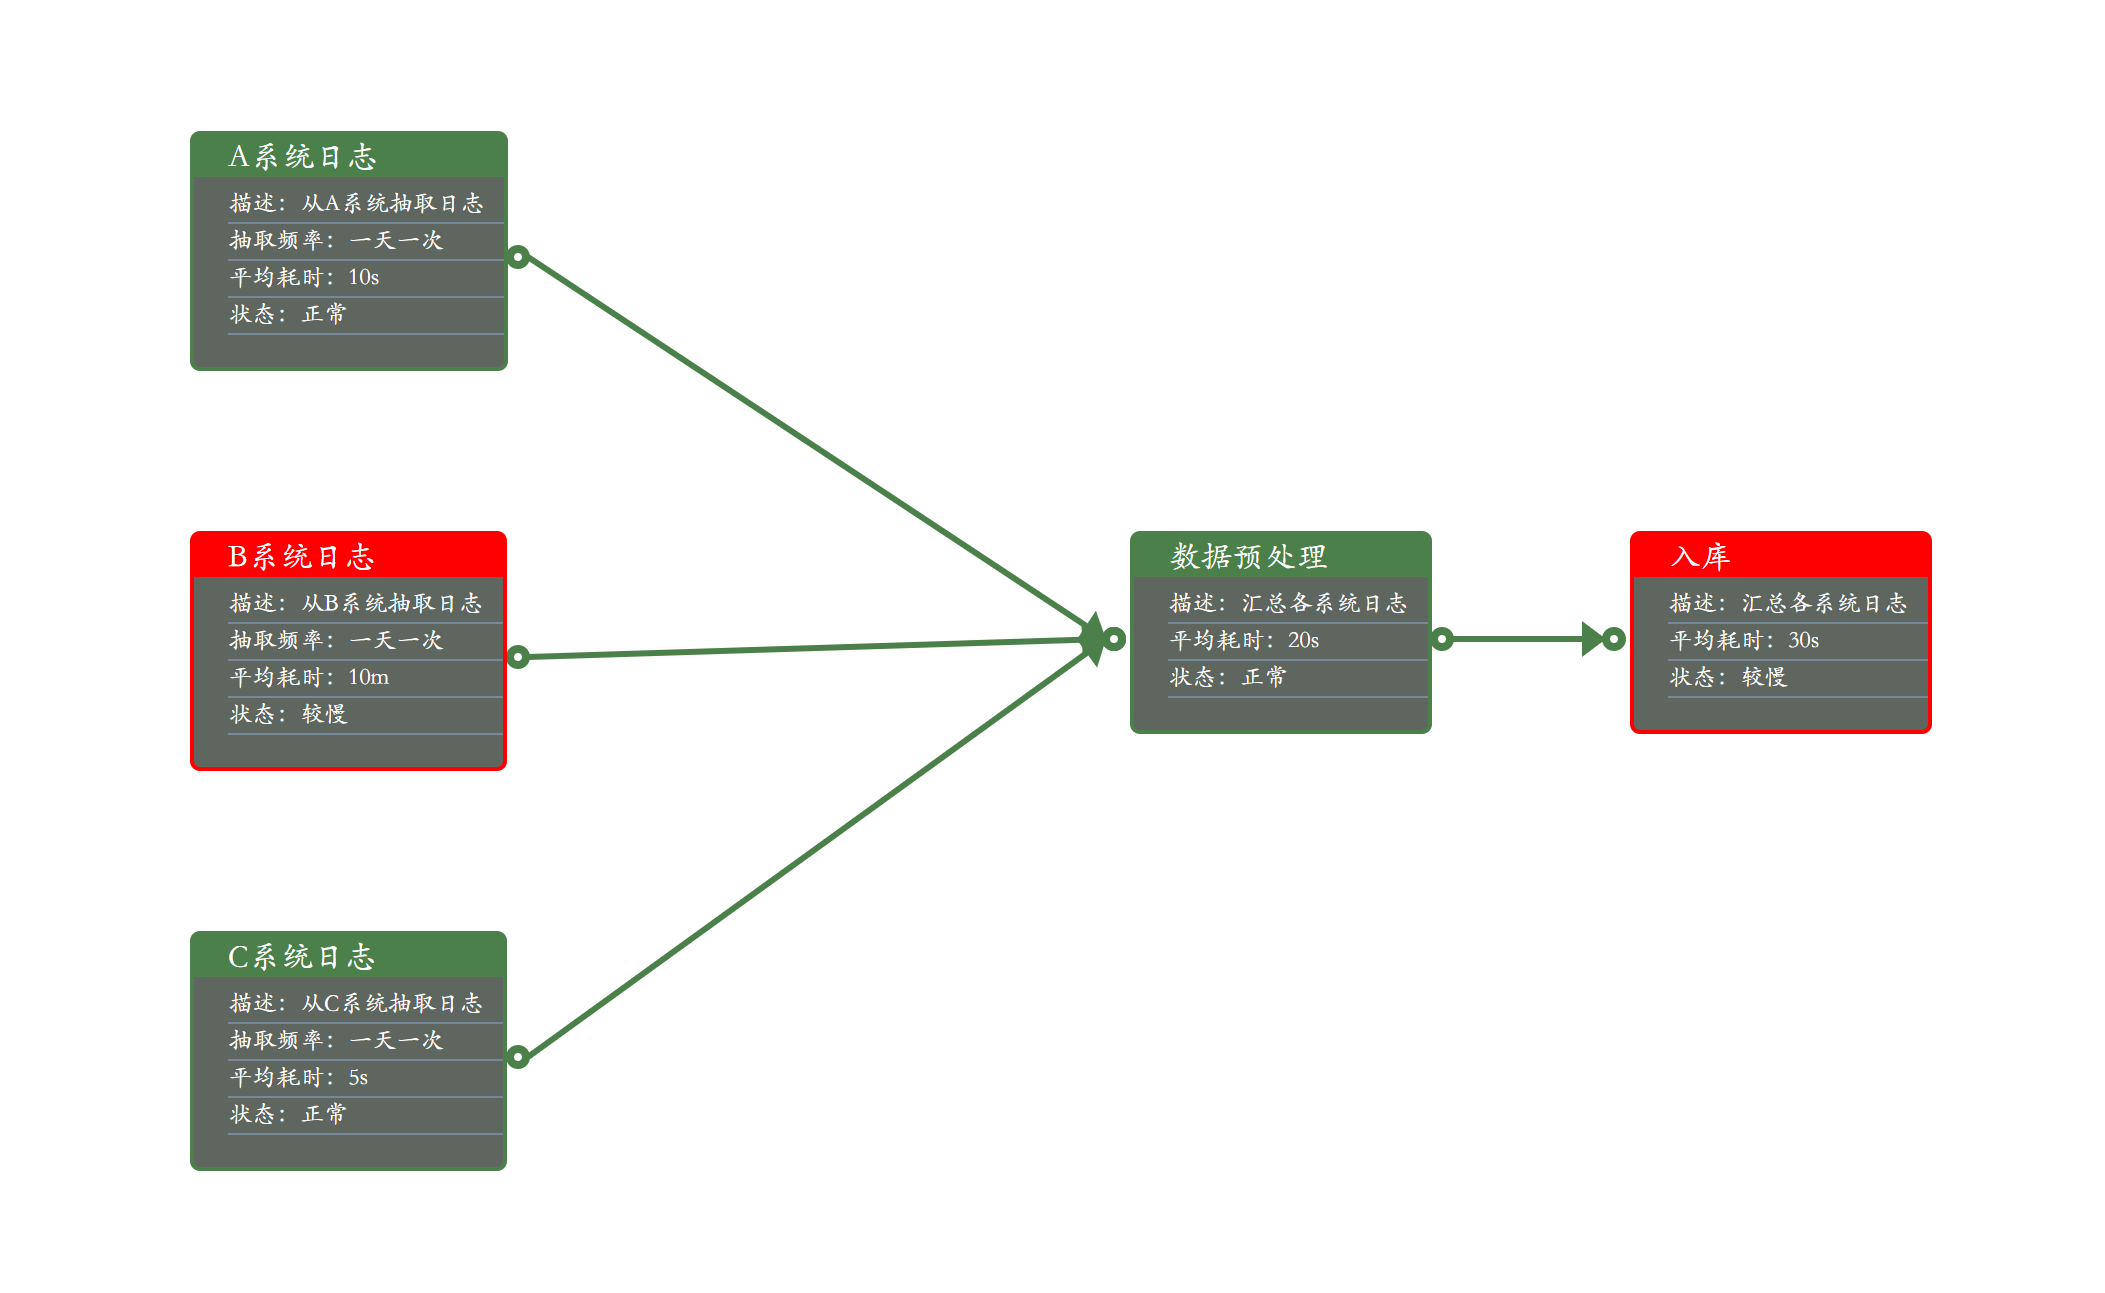 A系统日志
描述：从A系统抽取日志
抽取频率：一天一次
平均耗时：10s
状态：正常
B系统日志
描述：从B系统抽取日志
抽取频率：一天一次
平均耗时：10m
状态：较慢
C系统日志
描述：从C系统抽取日志
抽取频率：一天一次
平均耗时：5s
状态：正常
数据预处理
描述：汇总各系统日志
平均耗时：20s
状态：正常
入库
描述：汇总各系统日志
平均耗时：30s
状态：较慢